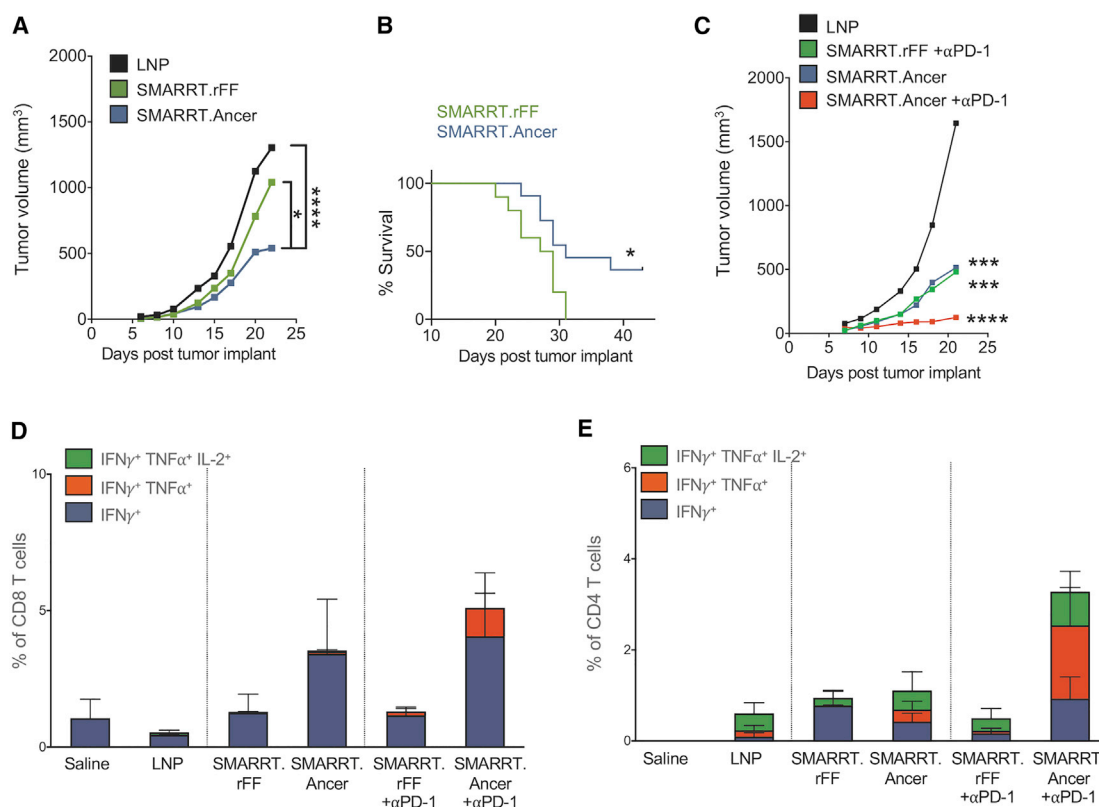 A
LNP
SMARRT.rFF
SMARRT.Ancer
Tumor volume (mm³)
2000
1500
1000
500
0
0 5 10 15 20 25
Days post tumor implant
*
****
B
SMARRT.rFF
SMARRT.Ancer
% Survival
100
50
0
10 20 30 40
Days post tumor implant
*
C
LNP
SMARRT.rFF +αPD-1
SMARRT.Ancer
SMARRT.Ancer +αPD-1
Tumor volume (mm³)
2000
1500
1000
500
0
0 5 10 15 20 25
Days post tumor implant
***
***
****
D
IFNγ⁺ TNFα⁺ IL-2⁺
IFNγ⁺ TNFα⁺
IFNγ⁺
% of CD8 T cells
10
5
0
Saline
LNP
SMARRT.
rFF
SMARRT.
Ancer
SMARRT.
rFF
+αPD-1
SMARRT.
Ancer
+αPD-1
E
IFNγ⁺ TNFα⁺ IL-2⁺
IFNγ⁺ TNFα⁺
IFNγ⁺
% of CD4 T cells
6
4
2
0
Saline
LNP
SMARRT.
rFF
SMARRT.
Ancer
SMARRT.
rFF
+αPD-1
SMARRT.
Ancer
+αPD-1